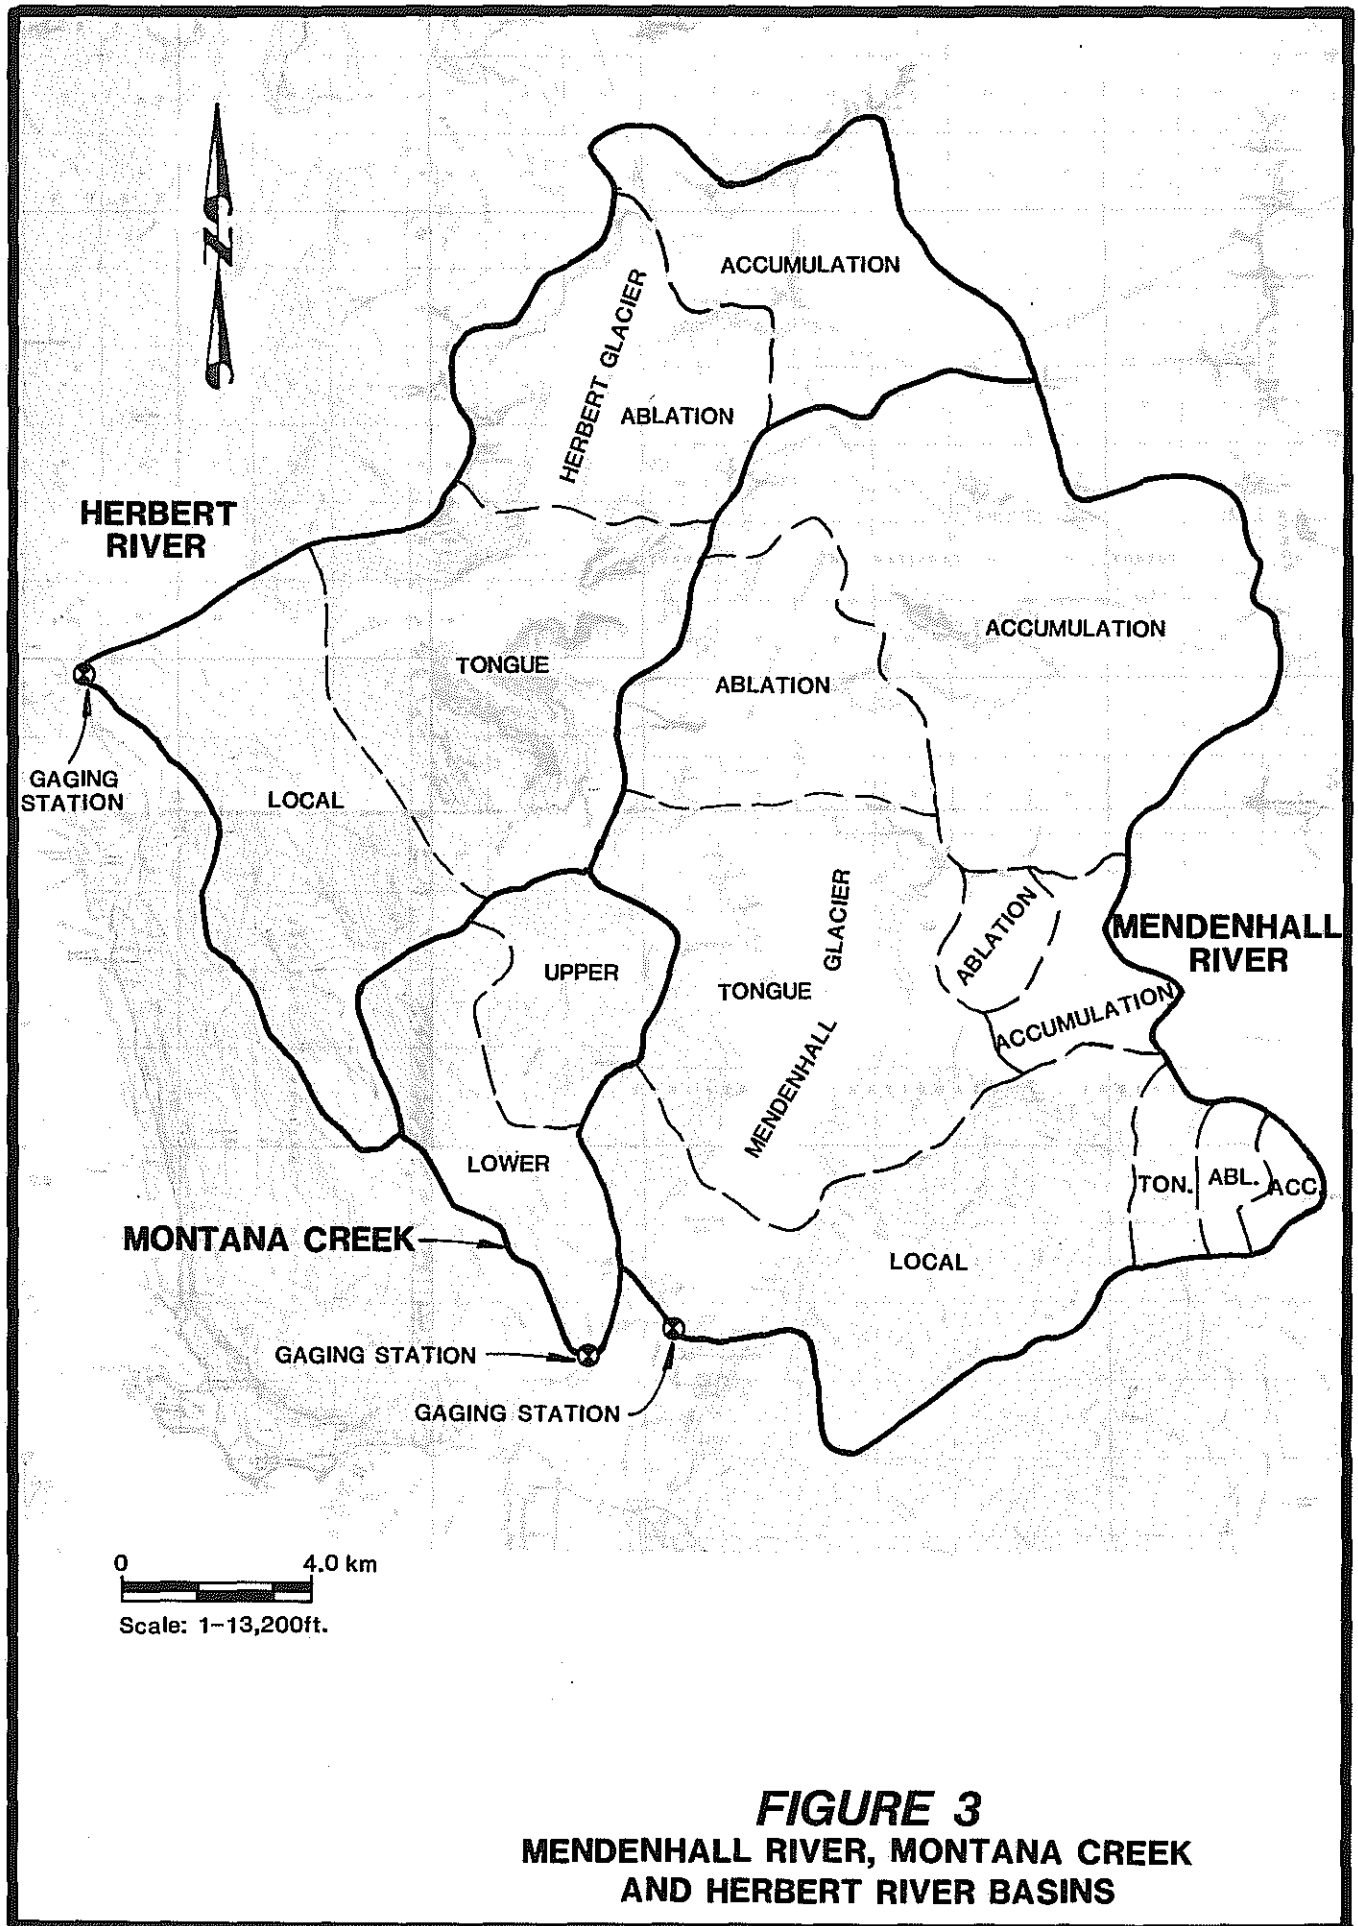 N
ACCUMULATION
HERBERT GLACIER
ABLATION
HERBERT
RIVER
ACCUMULATION
TONGUE
ABLATION
GAGING
STATION
LOCAL
GLACIER
ABLATION
MENDENHALL
RIVER
UPPER
TONGUE
ACCUMULATION
MENDENHALL
LOWER
TON.
ABL.
ACC.
MONTANA CREEK
LOCAL
GAGING STATION
GAGING STATION
0 4.0 km
Scale: 1-13,200ft.
FIGURE 3
MENDENHALL RIVER, MONTANA CREEK
AND HERBERT RIVER BASINS